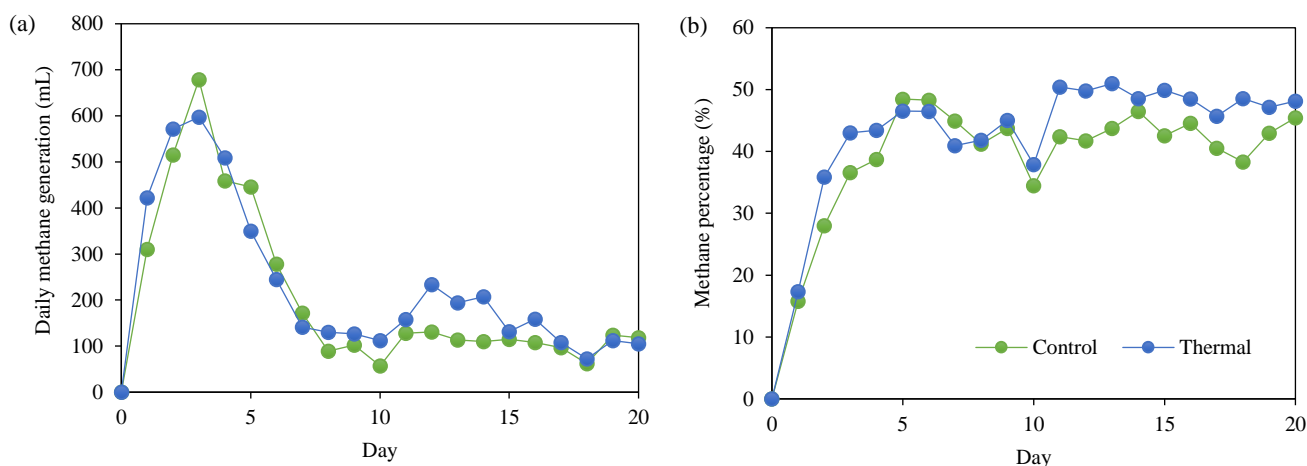 (a)
Daily methane generation (mL)
800
700
600
500
400
300
200
100
0
0 5 10 15 20
Day
(b)
Methane percentage (%)
60
50
40
30
20
10
0
Control Thermal
0 5 10 15 20
Day